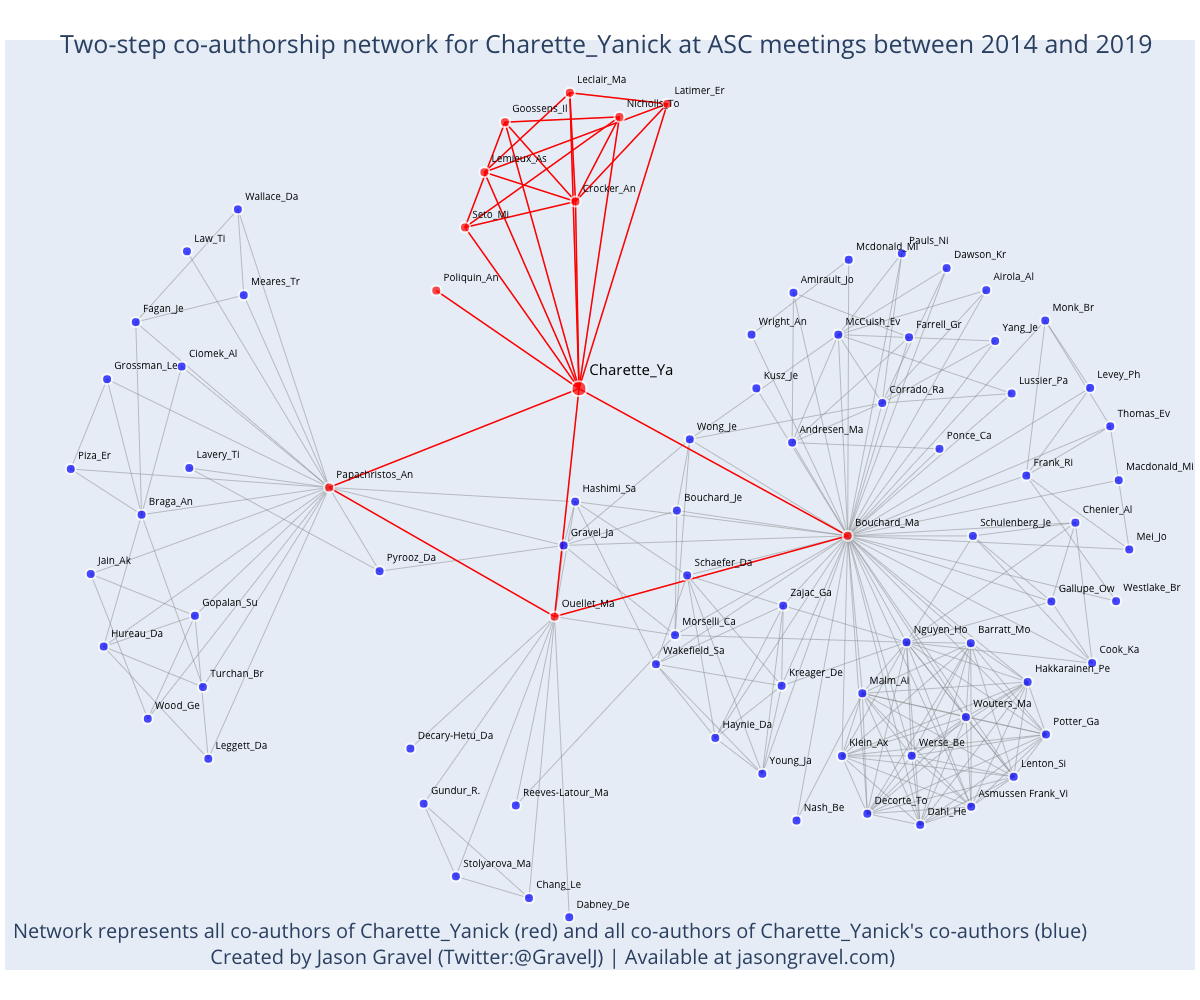 Two-step co-authorship network for Charette_Yanick at ASC meetings between 2014 and 2019
Leclair_Ma
Latimer_Er
Goossens_Il
Nicholls_To
Lemieux_As
Crocker_An
Seto_Mi
Poliquin_An
Charette_Ya
Wallace_Da
Law_Ti
Meares_Tr
Fagan_Je
Ciomek_Al
Grossman_Le
Piza_Er
Lavery_Ti
Papachristos_An
Braga_An
Pyrooz_Da
Jain_Ak
Gopalan_Su
Hureau_Da
Turchan_Br
Wood_Ge
Leggett_Da
Mcdonald_Mi
Pauls_Ni
Dawson_Kr
Amirault_Jo
Airola_Al
Monk_Br
Wright_An
McCuish_Ev
Farrell_Gr
Yang_Je
Kusz_Je
Corrado_Ra
Lussier_Pa
Levey_Ph
Thomas_Ev
Wong_Je
Andresen_Ma
Ponce_Ca
Frank_Ri
Macdonald_Mi
Hashimi_Sa
Bouchard_Je
Bouchard_Ma
Schulenberg_Je
Chenier_Al
Mei_Jo
Gravel_Ja
Schaefer_Da
Zajac_Ga
Gallupe_Ow
Westlake_Br
Ouellet_Ma
Morselli_Ca
Nguyen_Ho
Barratt_Mo
Wakefield_Sa
Cook_Ka
Hakkarainen_Pe
Kreager_De
Malm_Ai
Wouters_Ma
Potter_Ga
Haynie_Da
Klein_Ax
Werse_Be
Lenton_Si
Young_Ja
Decary-Hetu_Da
Gundur_R.
Reeves-Latour_Ma
Nash_Be
Decorte_To
Dahl_He
Asmussen Frank_Vi
Stolyarova_Ma
Chang_Le
Dabney_De
Network represents all co-authors of Charette_Yanick (red) and all co-authors of Charette_Yanick's co-authors (blue)
Created by Jason Gravel (Twitter:@GravelJ) | Available at jasongravel.com)